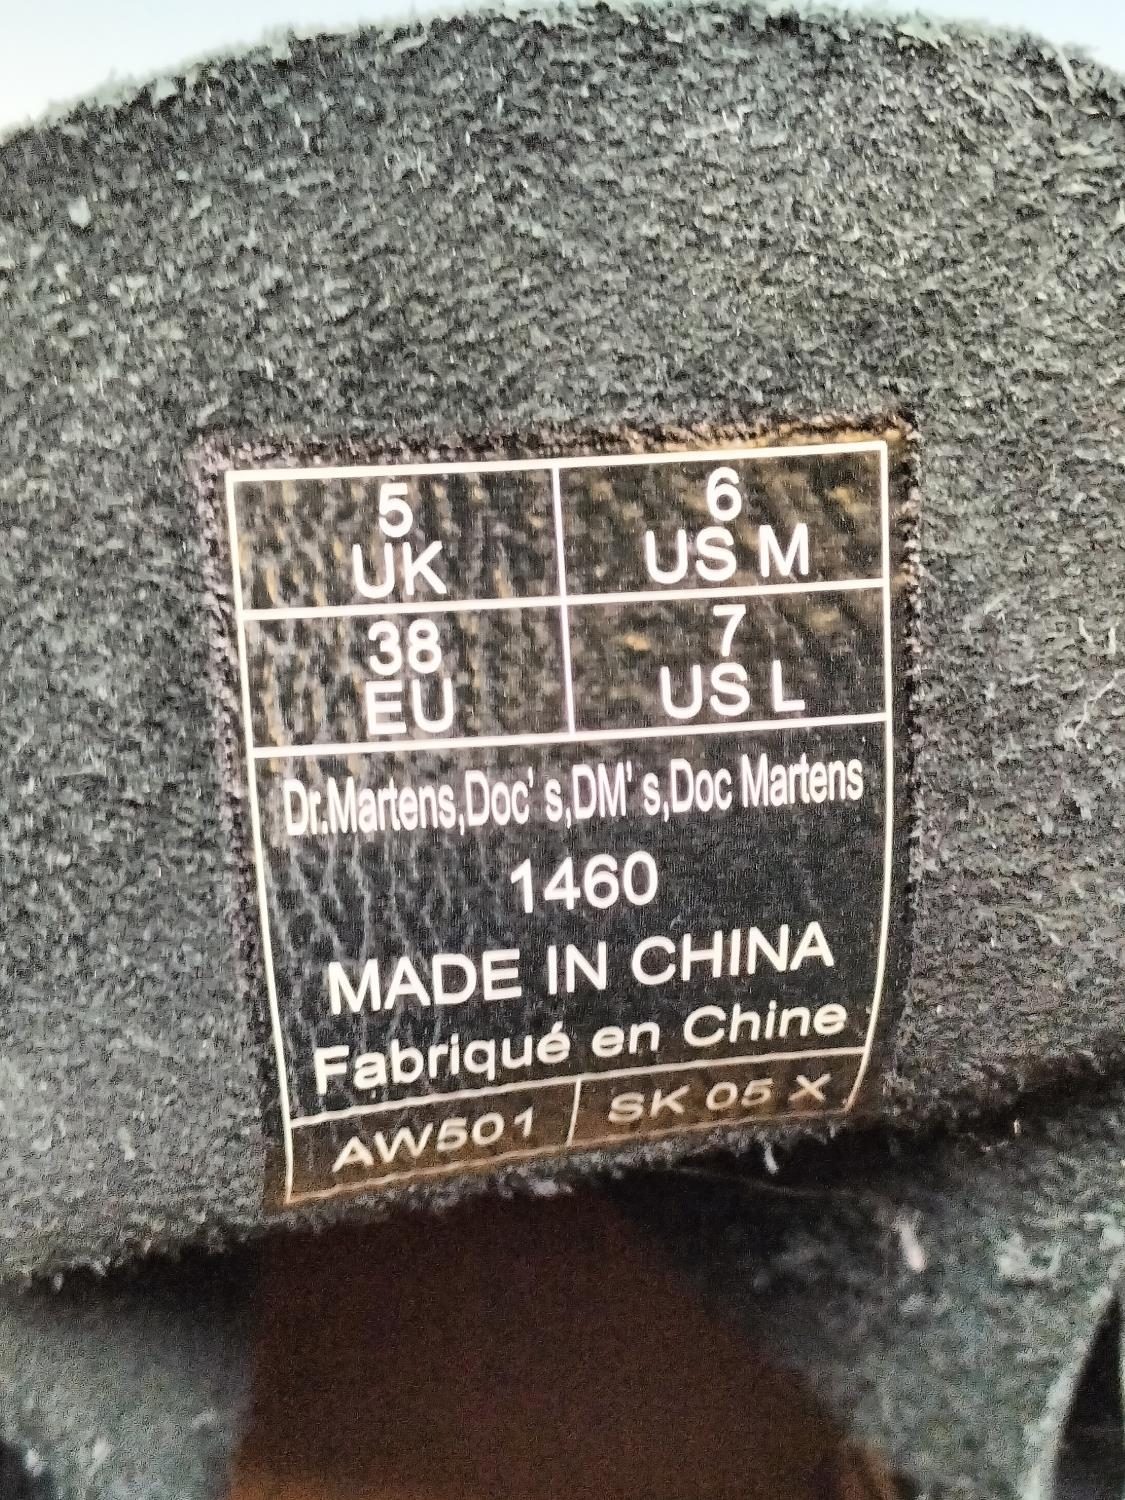 5
UK
6
US M
38
EU
7
US L
Dr.Martens,Doc' s,DM' s,Doc Martens
1460
MADE IN CHINA
Fabriqué en Chine
AW501
SK 05 X